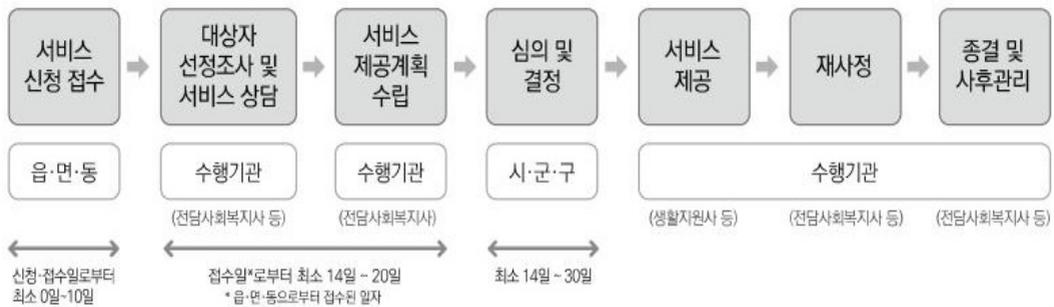 서비스
신청 접수
대상자
선정조사 및
서비스 상담
서비스
제공계획
수립
심의 및
결정
서비스
제공
재사정
종결 및
사후관리
읍·면·동
수행기관
수행기관
시·군·구
수행기관
(전담사회복지사 등)
(전담사회복지사)
(생활지원사 등)
(전담사회복지사 등)
(전담사회복지사 등)
신청·접수일로부터
최소 0일~10일
접수일*로부터 최소 14일 ~ 20일
* 읍·면·동으로부터 접수된 일자
최소 14일 ~ 30일